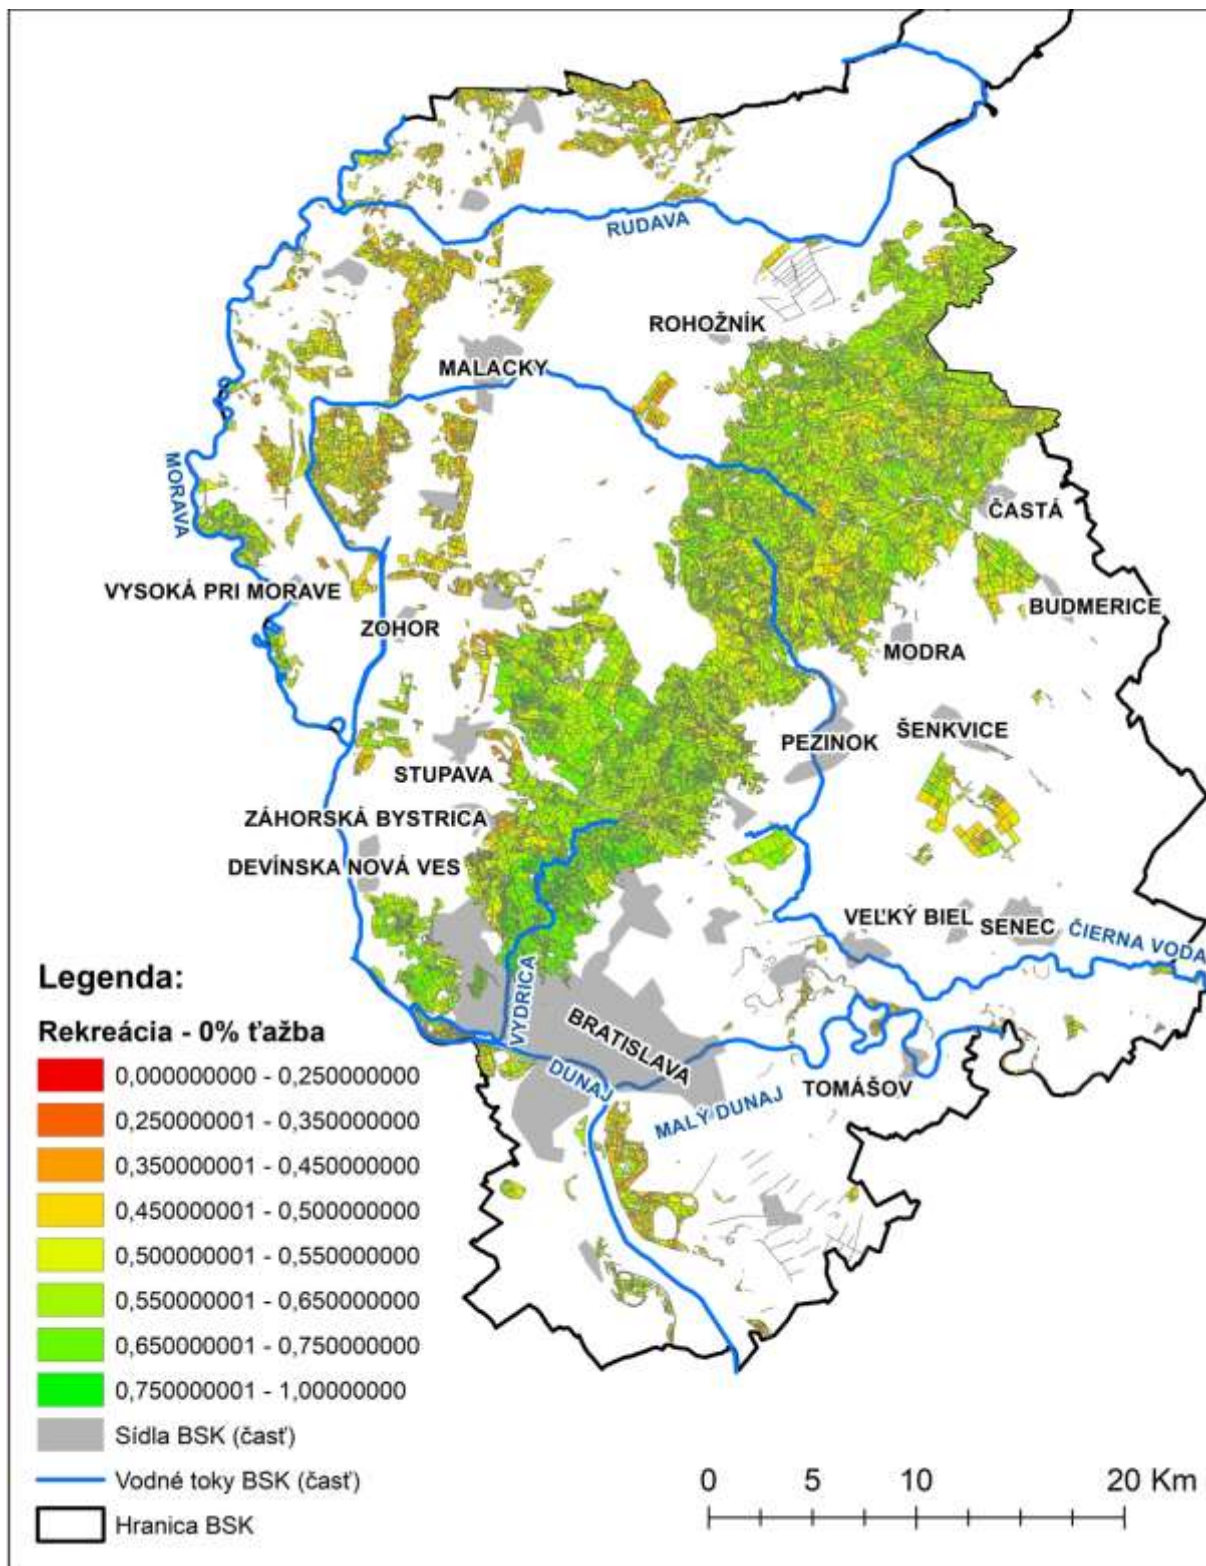 RUDAVA
ROHOŽNÍK
MALACKY
MORAVA
ČASTÁ
VYSOKÁ PRI MORAVE
BUDMERICE
ZOHOR
MODRA
ŠENKVICE
PEZINOK
STUPAVA
ZÁHORSKÁ BYSTRICA
DEVÍNSKA NOVÁ VES
VEĽKÝ BIEL
SENEC
ČIERNA VODA
VYDRICA
BRATISLAVA
DUNAJ
TOMÁŠOV
MALÝ DUNAJ
Legenda:
Rekreácia - 0% ťažba
0,000000000 - 0,250000000
0,250000001 - 0,350000000
0,350000001 - 0,450000000
0,450000001 - 0,500000000
0,500000001 - 0,550000000
0,550000001 - 0,650000000
0,650000001 - 0,750000000
0,750000001 - 1,00000000
Sídla BSK (časť)
Vodné toky BSK (časť)
Hranica BSK
0 5 10 20 Km